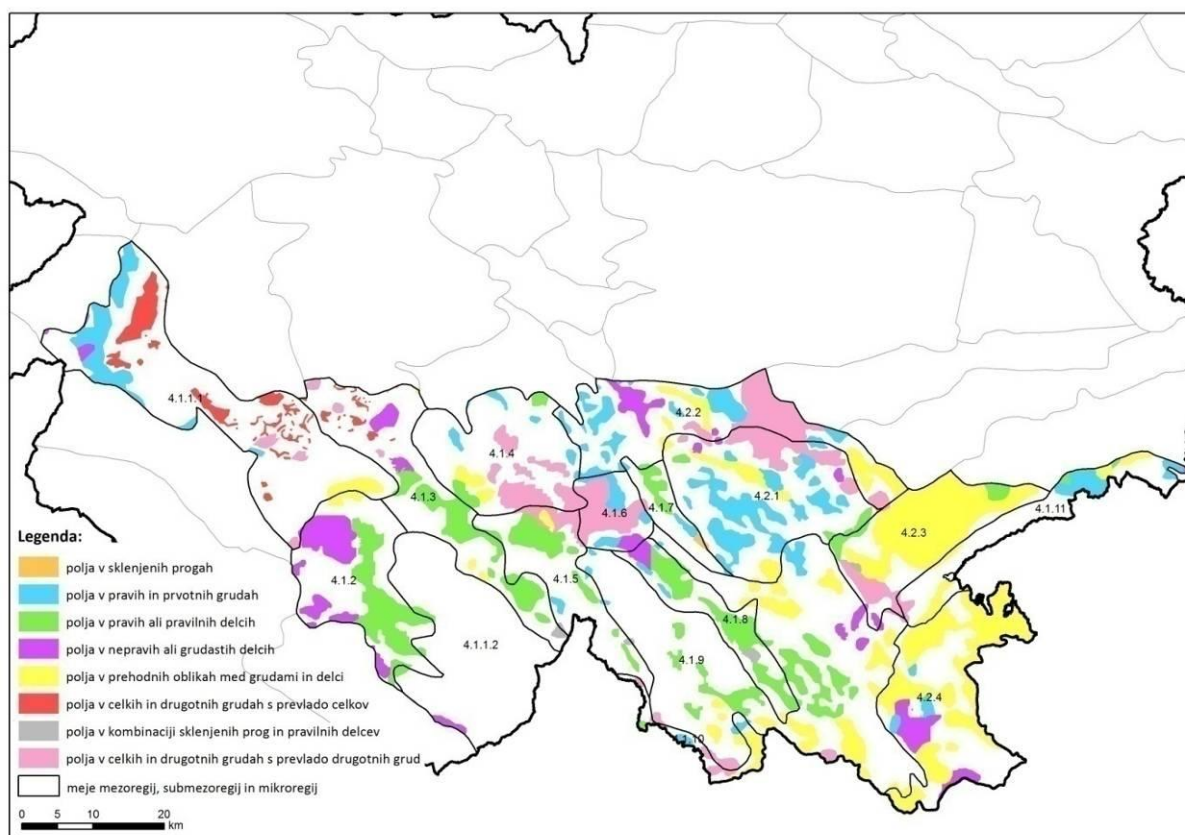 4.1.1.1
4.2.2
4.1.4
4.1.3
4.2.1
4.1.7
4.1.6
4.1.11
4.2.3
4.1.5
4.1.2
4.1.8
4.1.1.2
4.1.9
4.2.4
4.1.10
Legenda:
polja v sklenjenih progah
polja v pravih in prvotnih grudah
polja v pravih ali pravilnih delcih
polja v nepravih ali grudastih delcih
polja v prehodnih oblikah med grudami in delci
polja v celkih in drugotnih grudah s prevlado celkov
polja v kombinaciji sklenjenih prog in pravilnih delcev
polja v celkih in drugotnih grudah s prevlado drugotnih grud
meje mezoregij, submezoregij in mikroregij
0 5 10 20
km